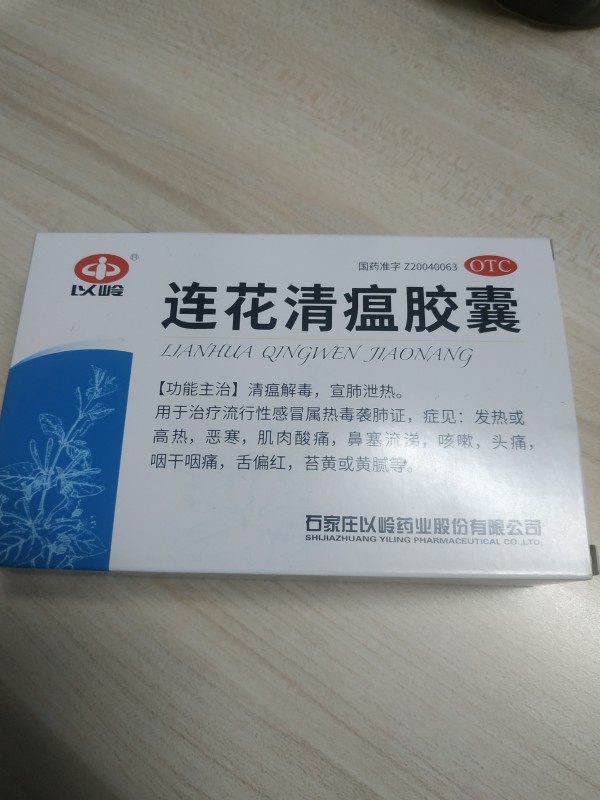 以岭®
国药准字 Z20040063 OTC
连花清瘟胶囊
LIANHUA QINGWEN JIAONANG
【功能主治】清瘟解毒，宣肺泄热。
用于治疗流行性感冒属热毒袭肺证，症见：发热或
高热，恶寒，肌肉酸痛，鼻塞流涕，咳嗽，头痛，
咽干咽痛，舌偏红，苔黄或黄腻等。
石家庄以岭药业股份有限公司
SHIJIAZHUANG YILING PHARMACEUTICAL CO.,LTD.